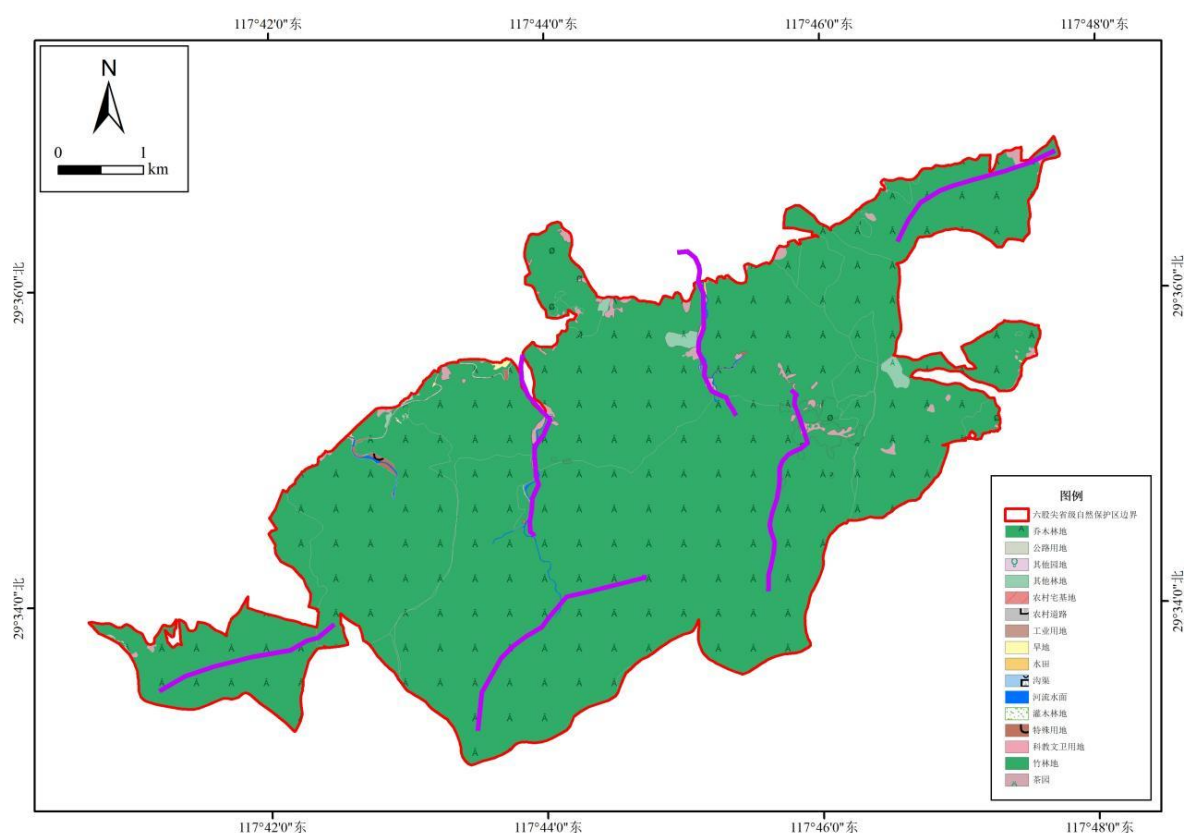 117°42'0"东
117°44'0"东
117°46'0"东
117°48'0"东
N
0 1
km
29°36'0"北
29°36'0"北
29°34'0"北
29°34'0"北
图例
六股尖省级自然保护区边界
乔木林地
公路用地
其他园地
其他林地
农村宅基地
农村道路
工业用地
旱地
水田
沟渠
河流水面
灌木林地
特殊用地
科教文卫用地
竹林地
茶园
117°42'0"东
117°44'0"东
117°46'0"东
117°48'0"东